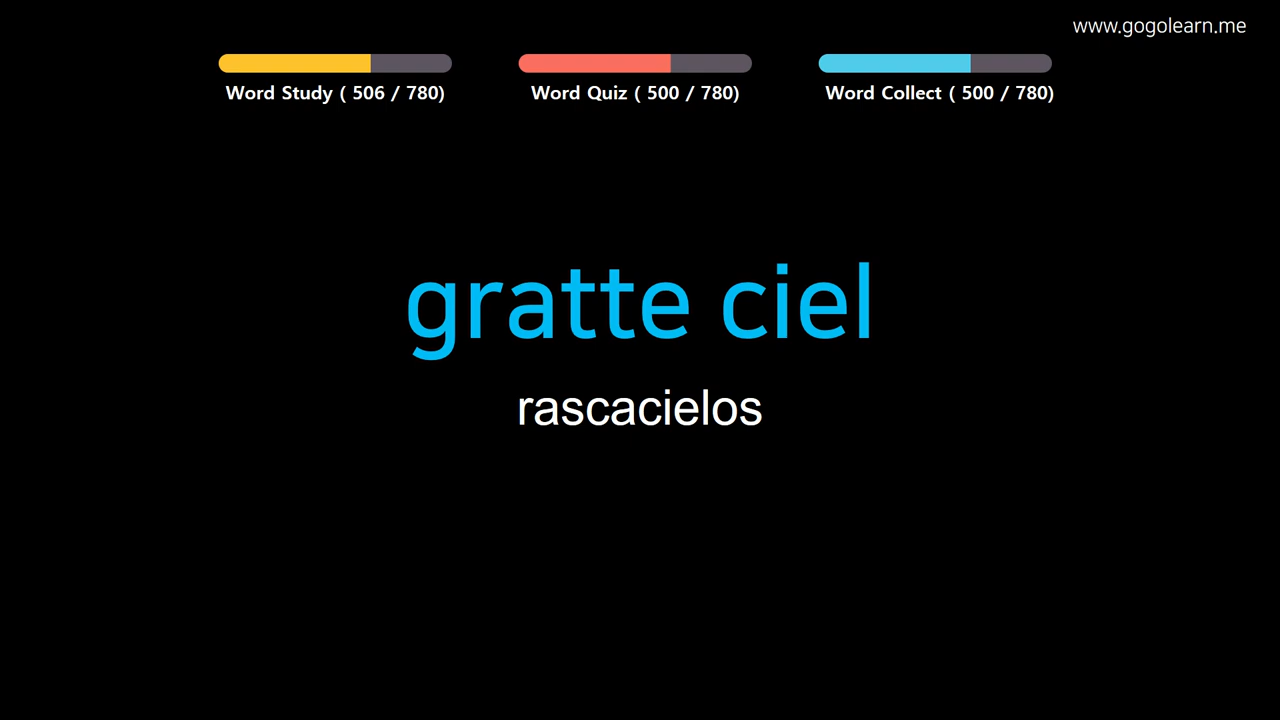 www.gogolearn.me
Word Study ( 506 / 780)
Word Quiz ( 500 / 780)
Word Collect ( 500 / 780)
gratte ciel
rascacielos